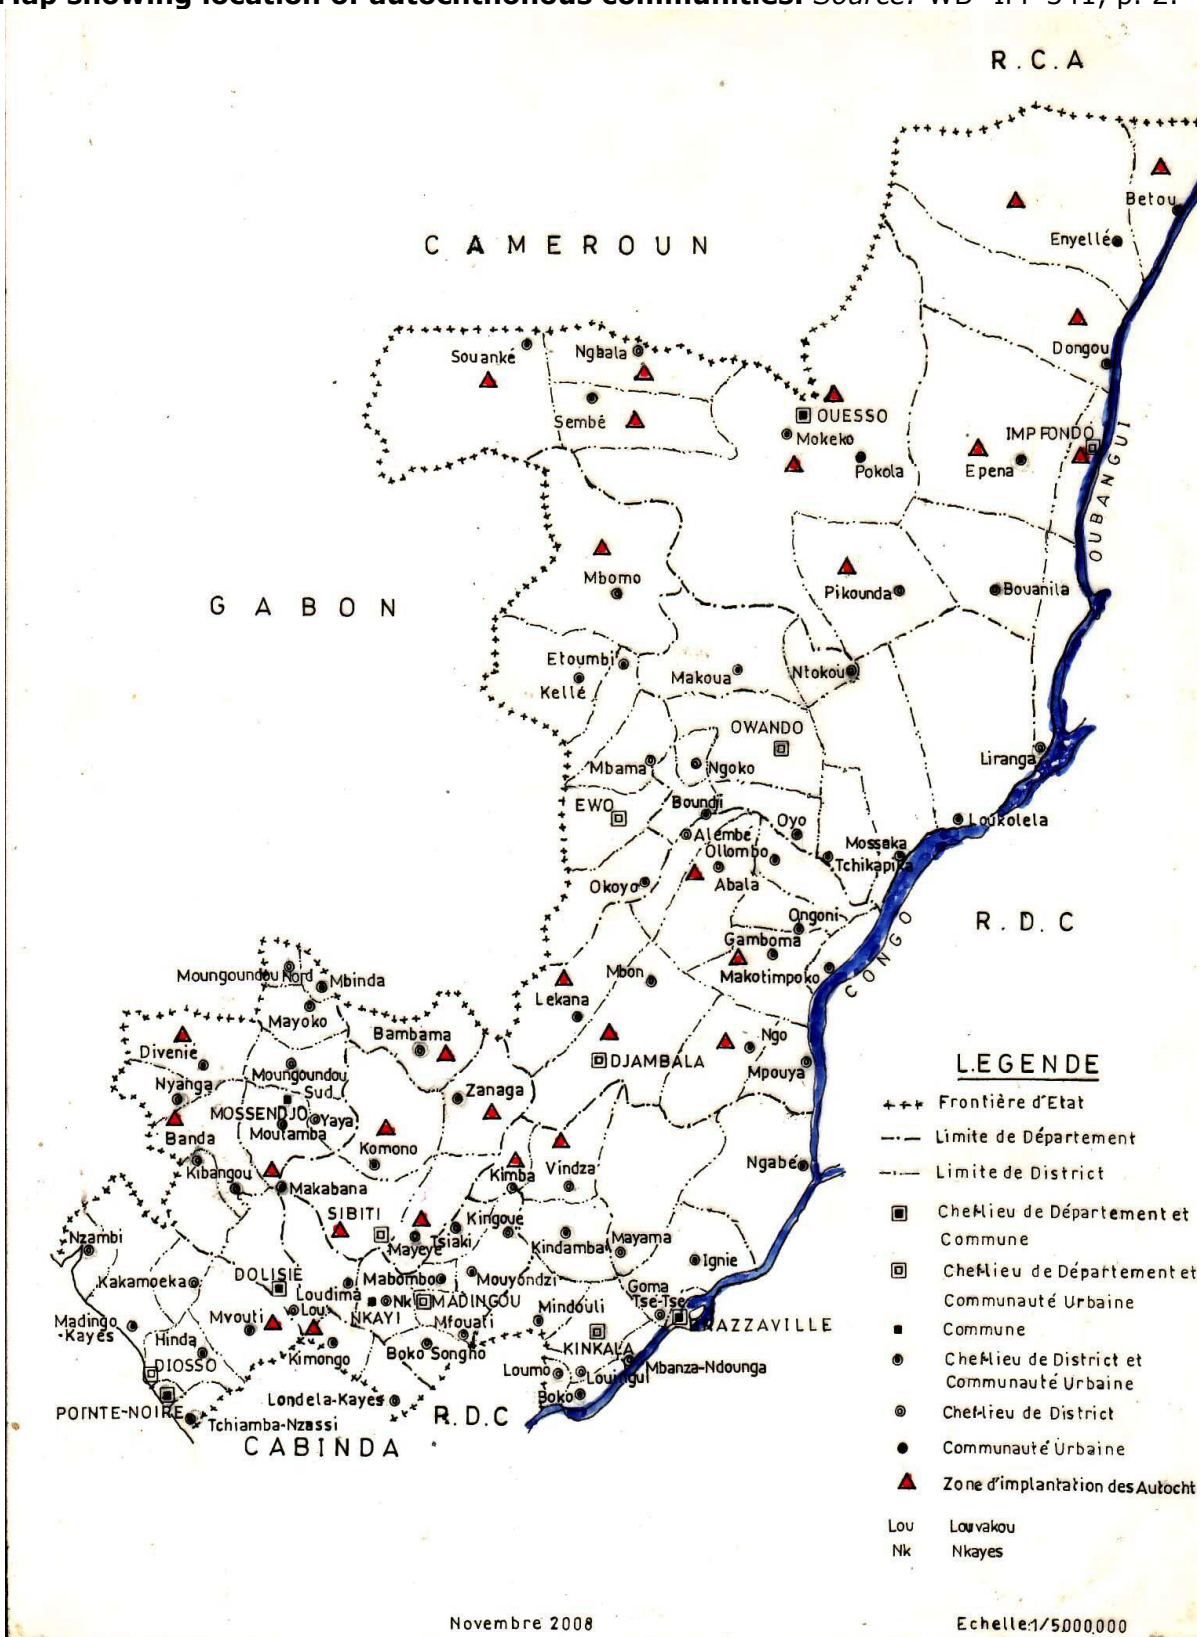 Map showing location of autochthonous communities. Source: WB
R.C.A
Betou
CAMEROUN
Enyellé
Dongou
Souanké
Ngbala
Sembé
OUESSO
Mokeko
Pokola
IMPFONDO
Epena
OUBANGUI
Mbomo
Pikounda
Bouanila
GABON
Etoumbi
Kellé
Makoua
Ntokou
OWANDO
Liranga
Mbama
Ngoko
EWO
Boundji
Alembe
Oyo
Loukolela
Ollombo
Mossaka
Tchikapika
Okoyo
Abala
Ongoni
R.D.C
Gamboma
CONGO
Moungoundou Nord
Mbinda
Mbon
Makotimpoko
Lekana
Mayoko
Bambama
Divenié
Ngo
DJAMBALA
Mpouya
Moungoundou
Sud
Nyanga
Zanaga
MOSSENDJO
Yaya
Moutamba
Banda
Komono
Kibangou
Kimba
Vindza
Ngabé
Makabana
SIBITI
Kingoue
Tsiaki
Mayeye
Kindamba
Mayama
Nzambi
Ignie
Kakamoeka
DOLISIE
Loudima
Mabombo
Mouyondzi
Goma
Tse-Tse
Lou
NKAYI
Nk
MADINGOU
Mindouli
BRAZZAVILLE
Madingo
-Kayes
Mvouti
Mfouati
Hinda
Kimongo
Boko Songho
KINKALA
Mbanza-Ndounga
DIOSSO
Loumo
Louingui
Londela-Kayes
Boko
POINTE-NOIRE
Tchiamba-Nzassi
R.D.C
CABINDA
LEGENDE
Frontière d'Etat
Limite de Département
Limite de District
Chef-lieu de Département et
Commune
Chef-lieu de Département et
Communauté Urbaine
Commune
Chef-lieu de District et
Communauté Urbaine
Chef-lieu de District
Communauté Urbaine
Zone d'implantation des Autocht
Lou Louvakou
Nk Nkayes
Novembre 2008
Echelle:1/5000,000